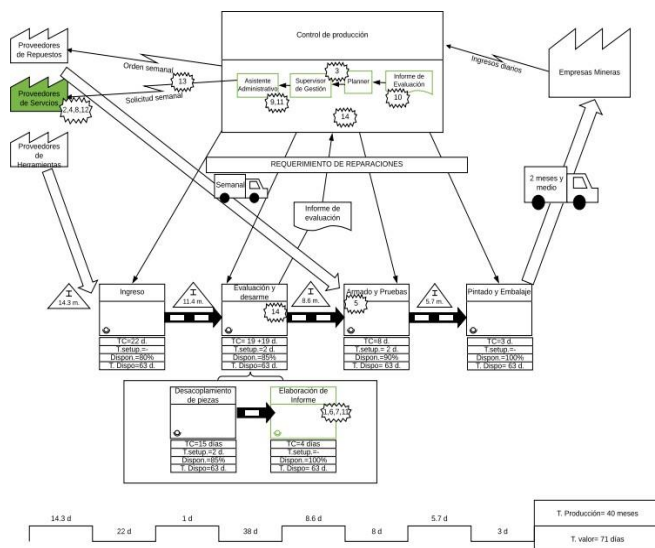 Control de producción
Proveedores
de Repuestos
Orden semanal
13
Solicitud semanal
Proveedores
de Servicios
2,4,8,12
Proveedores
de
Herramientas
3
Asistente
Administrativo
Supervisor
de Gestión
Planner
Informe de
Evaluación
9,11
10
14
Ingresos diarios
Empresas Mineras
REQUERIMIENTO DE REPARACIONES
Semanal
Informe de
evaluación
2 meses y
medio
I
14.3 m.
Ingreso
TC=22 d.
T.setup.=-
Dispon.=80%
T. Dispo=63 d.
I
11.4 m.
Evaluación y
desarme
14
TC= 19 +19 d.
T.setup.=2 d.
Dispon.=85%
T. Dispo=63 d.
I
8.6 m.
Armado y Pruebas
5
TC=8 d.
T.setup.= 2 d.
Dispon.=90%
T. Dispo= 63 d.
I
5.7 m.
Pintado y Embalaje
TC=3 d.
T.setup.=-
Dispon.=100%
T. Dispo= 63 d.
Desacoplamiento
de piezas
TC=15 días
T.setup.=2 d.
Dispon.=85%
T. Dispo=63 d.
Elaboración de
Informe
TC=4 días
T.setup.=-
Dispon.=100%
T. Dispo= 63 d.
14.3 d
22 d
1 d
38 d
8.6 d
8 d
5.7 d
3 d
T. Producción= 40 meses
T. valor= 71 días